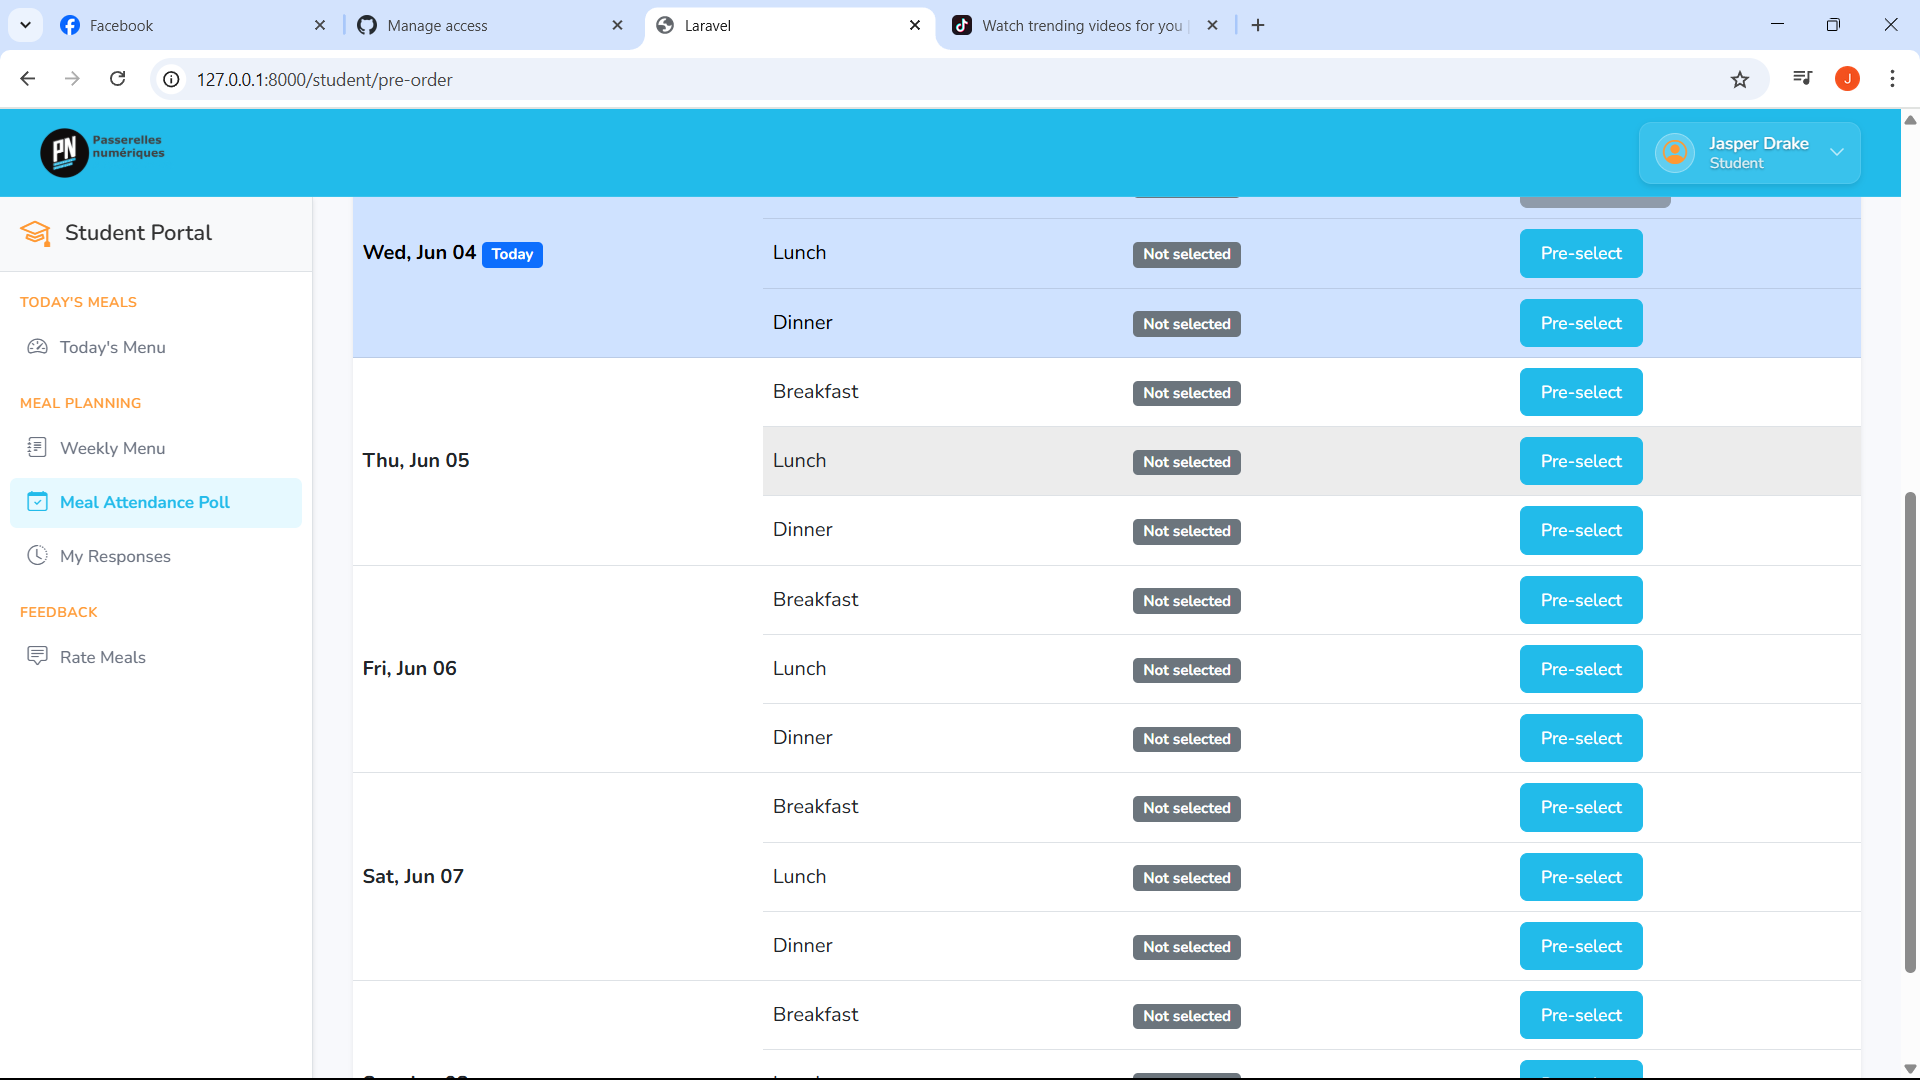 Facebook
Manage access
Laravel
Watch trending videos for you
127.0.0.1:8000/student/pre-order
J
PN
Passerelles
numériques
Jasper Drake
Student
Student Portal
TODAY'S MEALS
Today's Menu
MEAL PLANNING
Weekly Menu
Meal Attendance Poll
My Responses
FEEDBACK
Rate Meals
Wed, Jun 04 Today
Lunch Not selected Pre-select
Dinner Not selected Pre-select
Thu, Jun 05
Breakfast Not selected Pre-select
Lunch Not selected Pre-select
Dinner Not selected Pre-select
Fri, Jun 06
Breakfast Not selected Pre-select
Lunch Not selected Pre-select
Dinner Not selected Pre-select
Sat, Jun 07
Breakfast Not selected Pre-select
Lunch Not selected Pre-select
Dinner Not selected Pre-select
Breakfast Not selected Pre-select